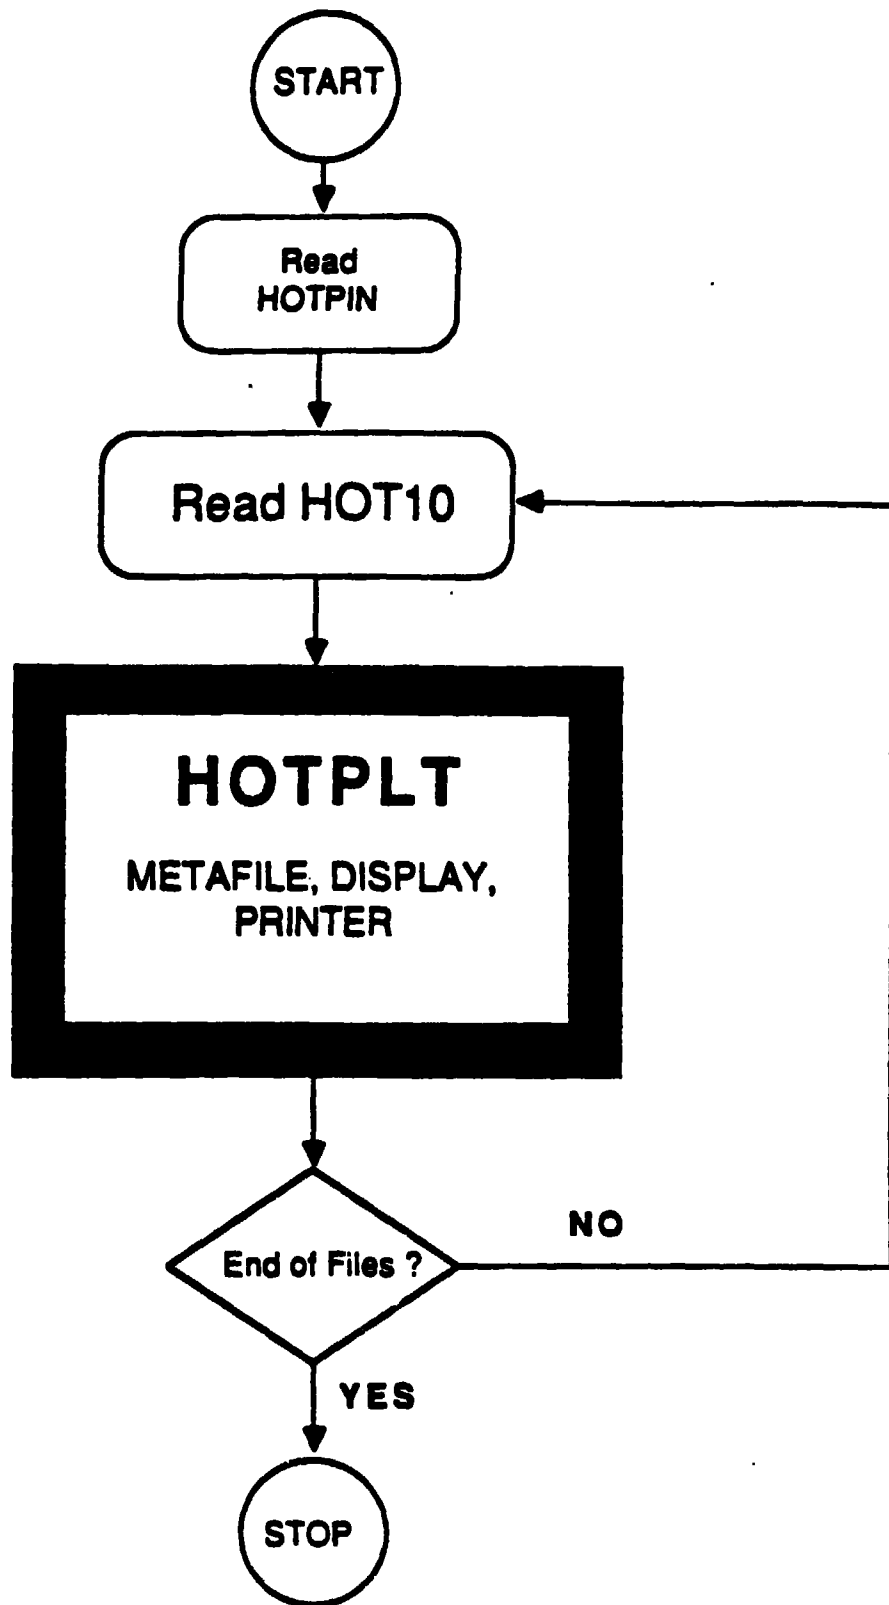 START
Read
HOTPIN
Read HOT10
HOTPLT
METAFILE, DISPLAY,
PRINTER
End of Files ?
NO
YES
STOP